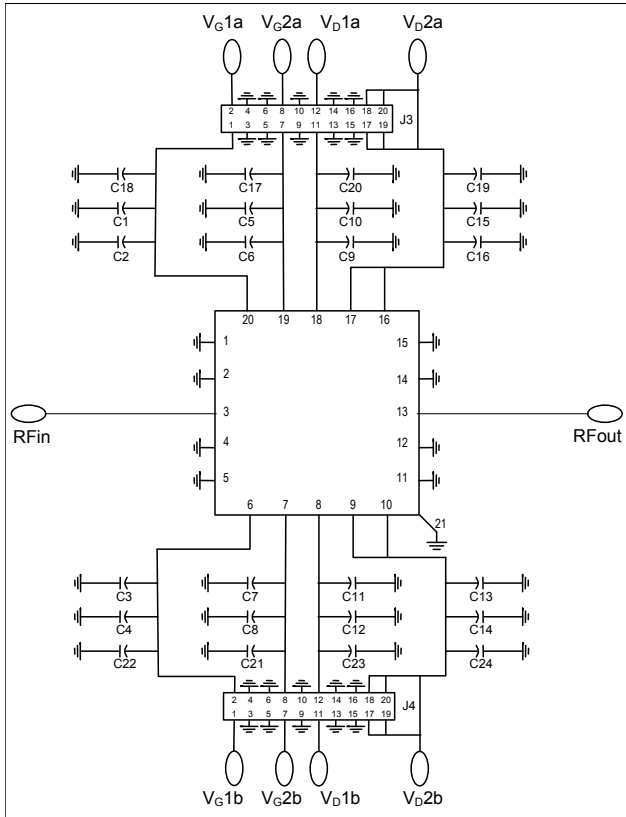 VG1a VG2a VD1a VD2a
2 4 6 8 10 12 14 16 18 20
1 3 5 7 9 11 13 15 17 19
J3
C18 C17 C20 C19
C1 C5 C10 C15
C2 C6 C9 C16
20 19 18 17 16
1 15
2 14
RFin 3 13 RFout
4 12
5 11
6 7 8 9 10
21
C3 C7 C11 C13
C4 C8 C12 C14
C22 C21 C23 C24
2 4 6 8 10 12 14 16 18 20
1 3 5 7 9 11 13 15 17 19
J4
VG1b VG2b VD1b VD2b